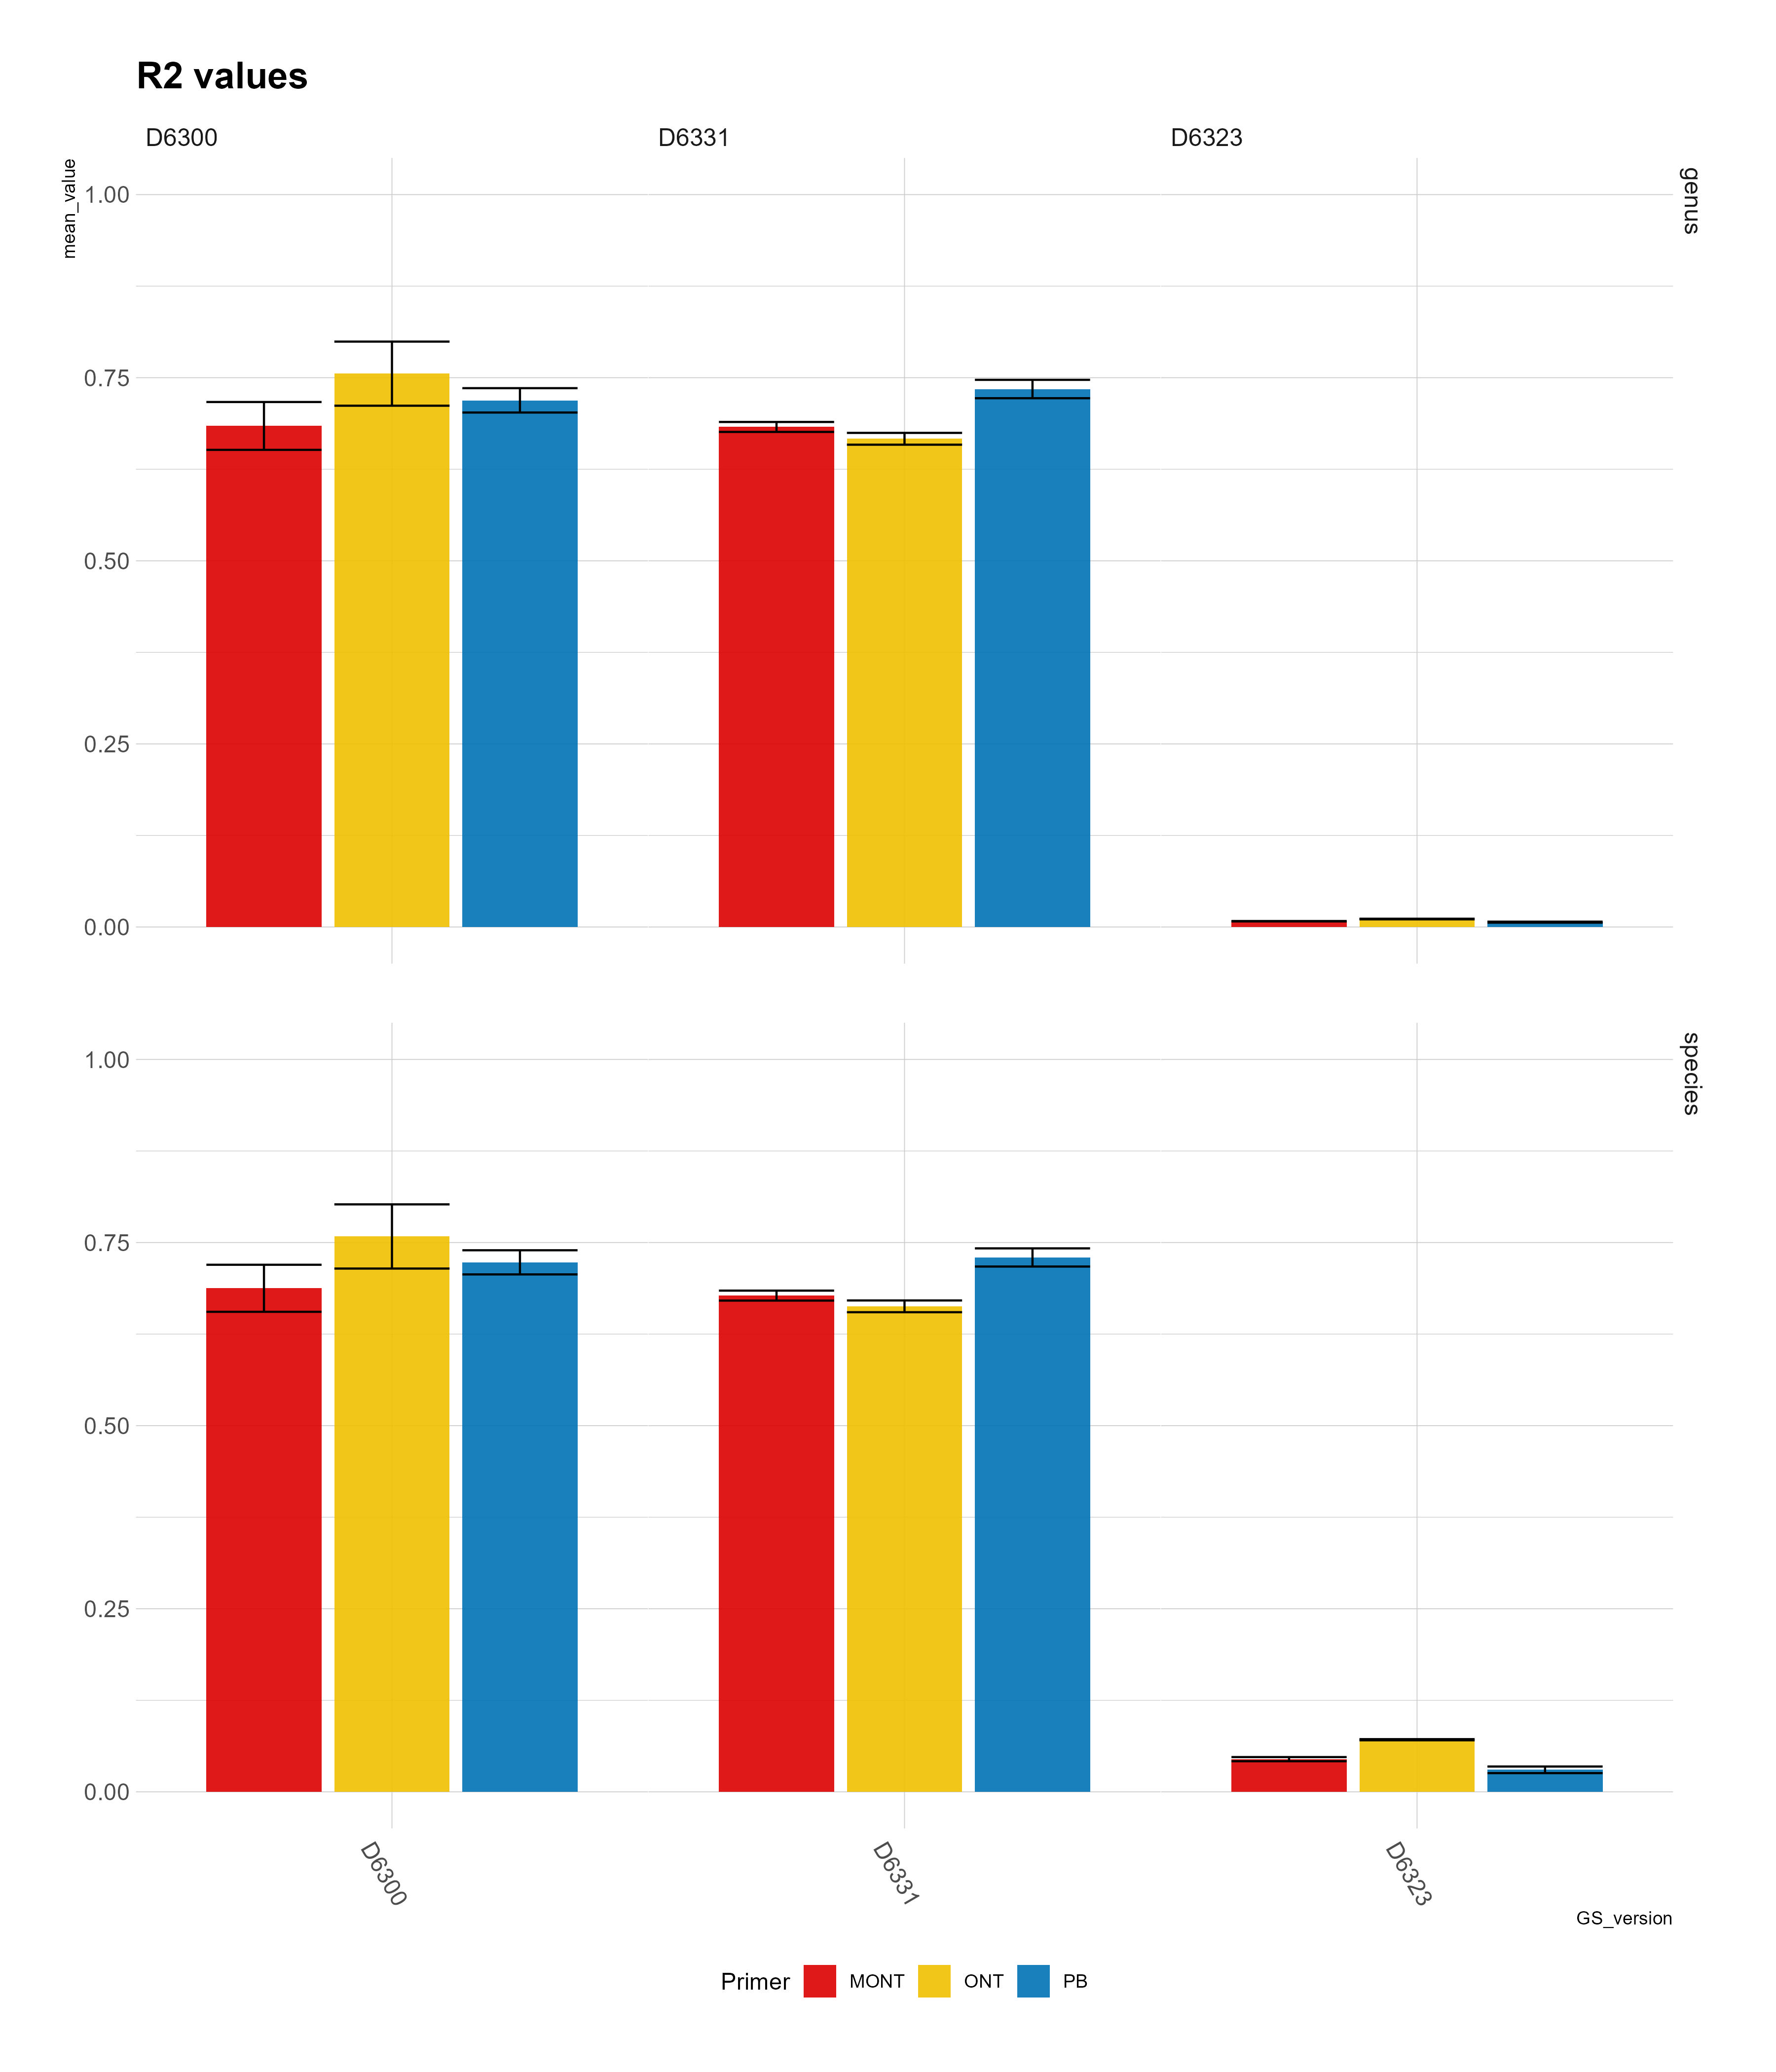 R2 values
D6300 D6331 D6323
mean_value
genus
1.00
0.75
0.50
0.25
0.00
species
1.00
0.75
0.50
0.25
0.00
D6300 D6331 D6323
GS_version
Primer MONT ONT PB